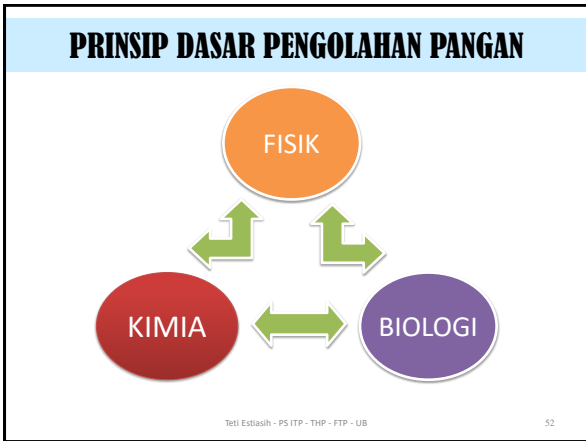 PRINSIP DASAR PENGOLAHAN PANGAN
FISIK
KIMIA
BIOLOGI
Teti Estiasih - PS ITP - THP - FTP - UB
52